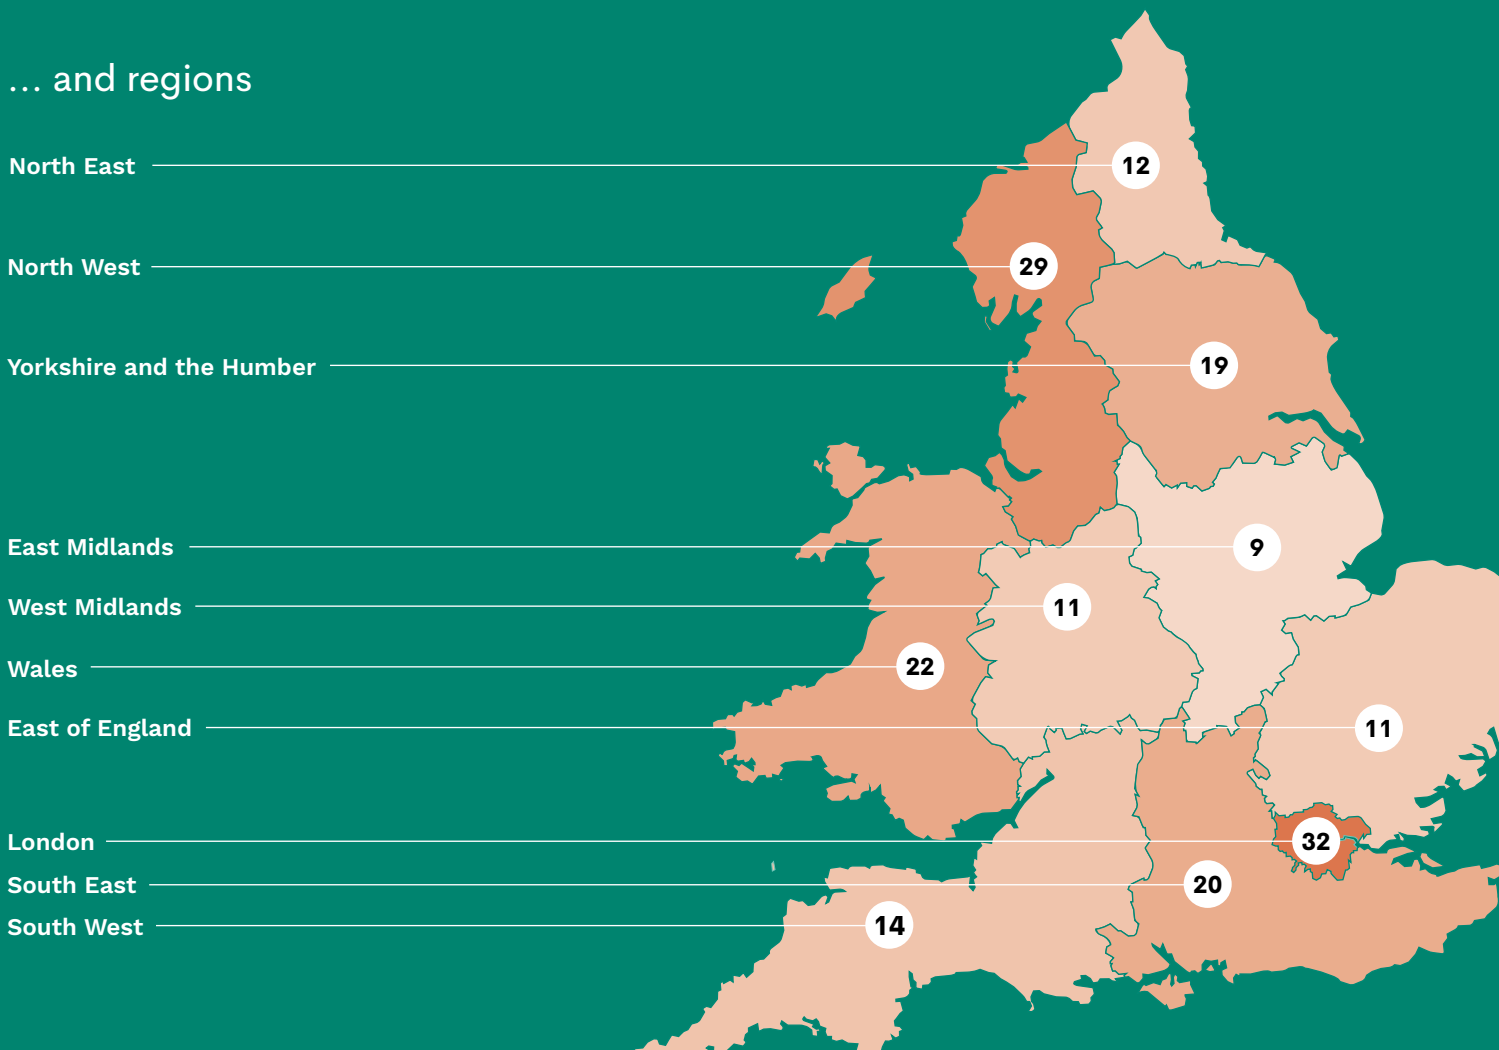 ... and regions
North East 12
North West 29
Yorkshire and the Humber 19
East Midlands 9
West Midlands 11
Wales 22
East of England 11
London 32
South East 20
South West 14